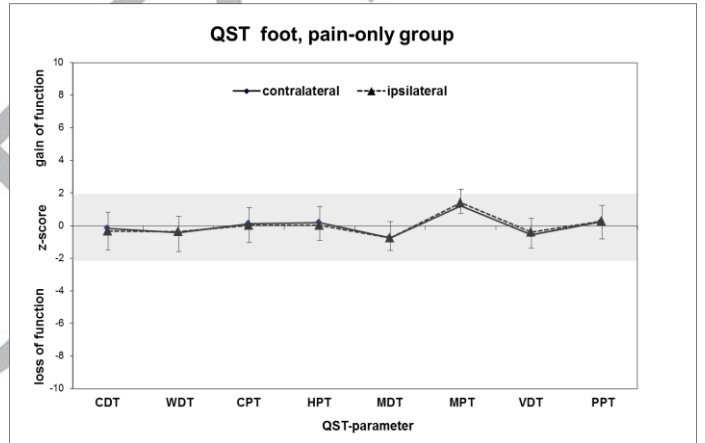 QST foot, pain-only group
contralateral
ipsilateral
gain of function
z-score
loss of function
10
8
6
4
2
0
-2
-4
-6
-8
-10
CDT WDT CPT HPT MDT MPT VDT PPT
QST-parameter